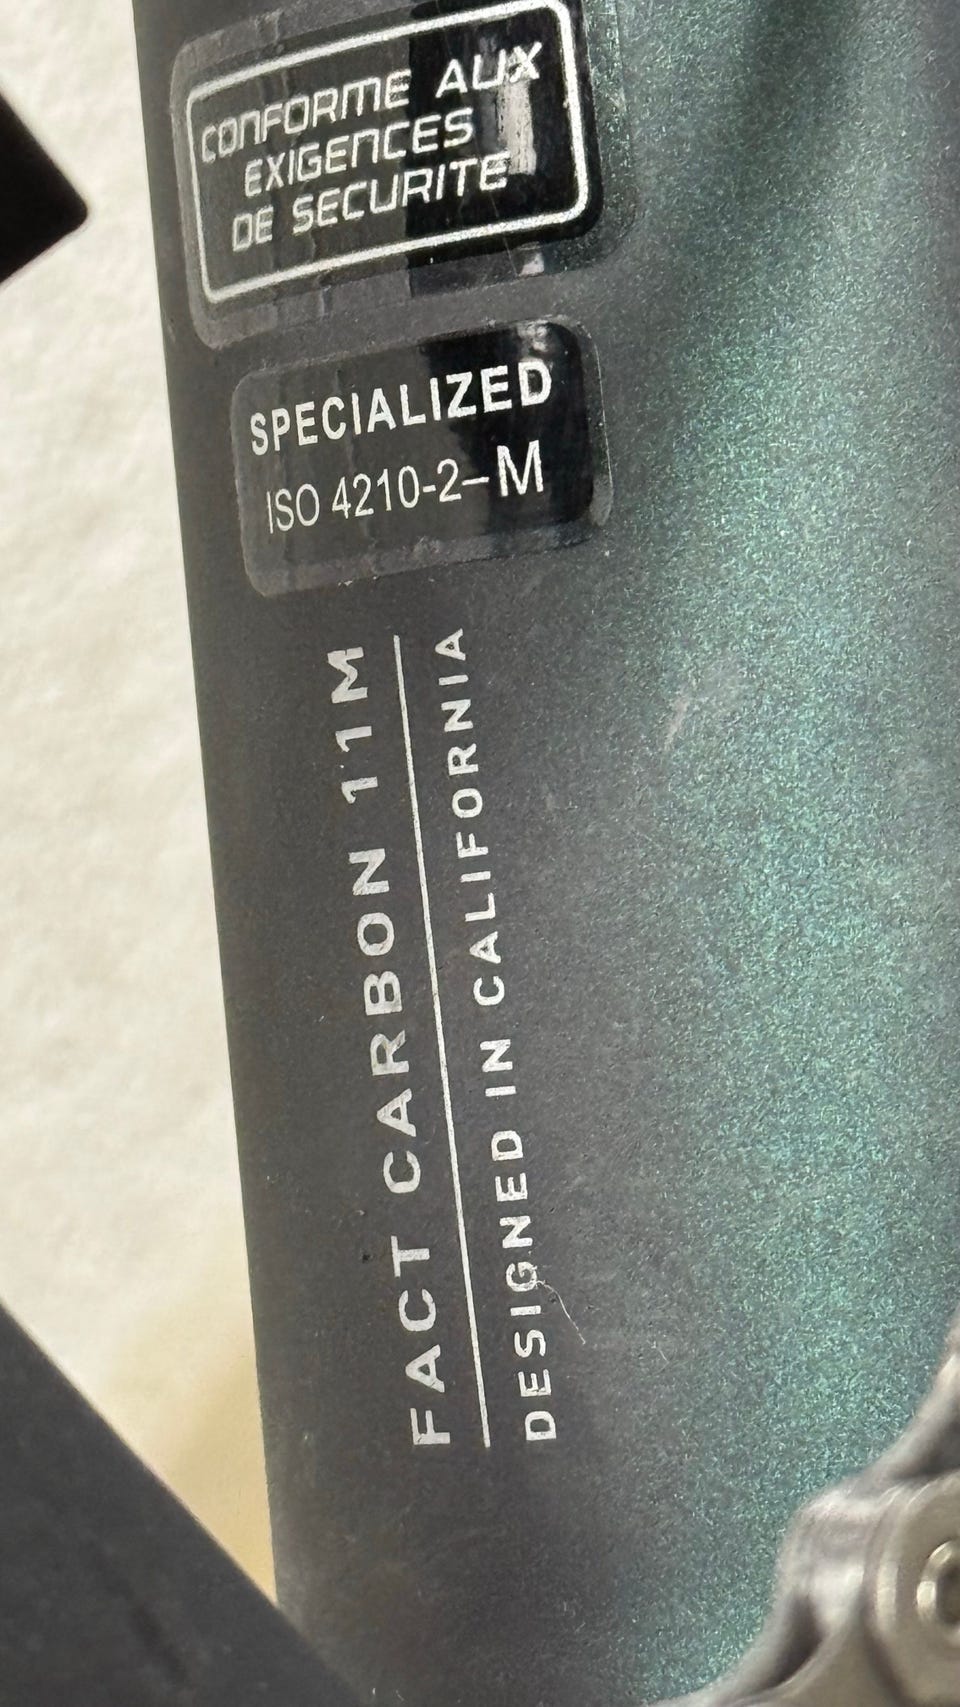 CONFORME AUX
EXIGENCES
DE SECURITE
SPECIALIZED
ISO 4210-2-M
FACT CARBON 11M
DESIGNED IN CALIFORNIA